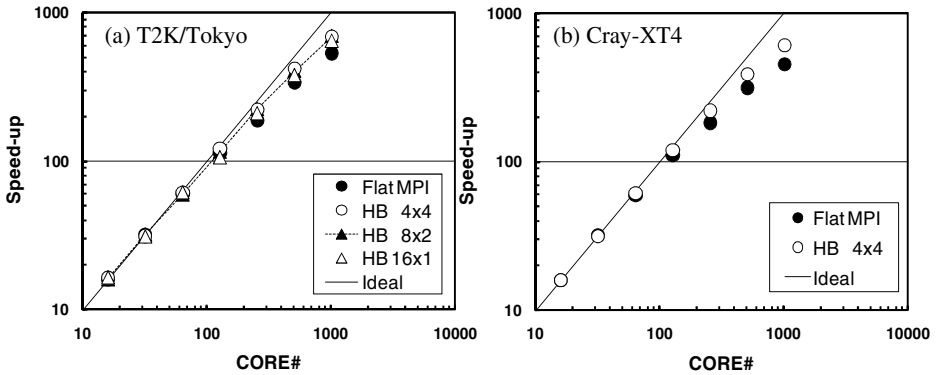 (a) T2K/Tokyo
1000
100
10
Speed-up
Flat MPI
HB 4x4
HB 8x2
HB 16x1
Ideal
10 100 1000 10000
CORE#
(b) Cray-XT4
1000
100
10
Speed-up
Flat MPI
HB 4x4
Ideal
10 100 1000 10000
CORE#